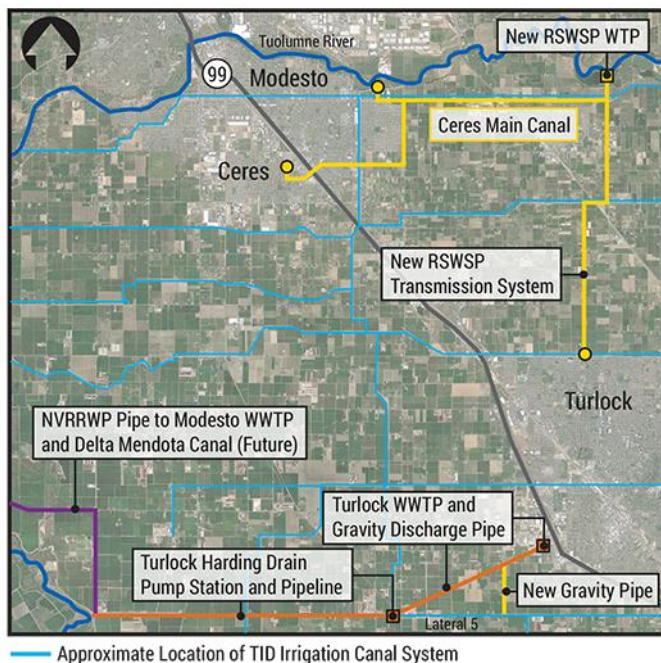 Tuolumne River
New RSWSP WTP
99
Modesto
Ceres Main Canal
Ceres
New RSWSP
Transmission System
Turlock
NVRRWP Pipe to Modesto WWTP
and Delta Mendota Canal (Future)
Turlock WWTP and
Gravity Discharge Pipe
Turlock Harding Drain
Pump Station and Pipeline
New Gravity Pipe
Lateral 5
Approximate Location of TID Irrigation Canal System